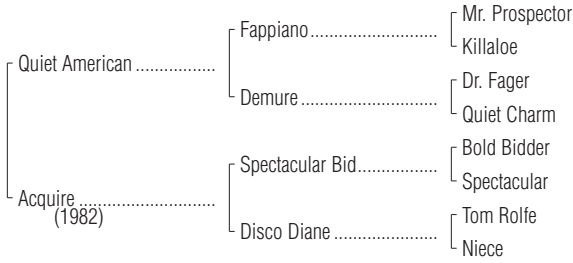 Mr. Prospector
Fappiano
Killaloe
Quiet American
Dr. Fager
Demure
Quiet Charm
Bold Bidder
Spectacular Bid
Spectacular
Acquire
(1982)
Tom Rolfe
Disco Diane
Niece